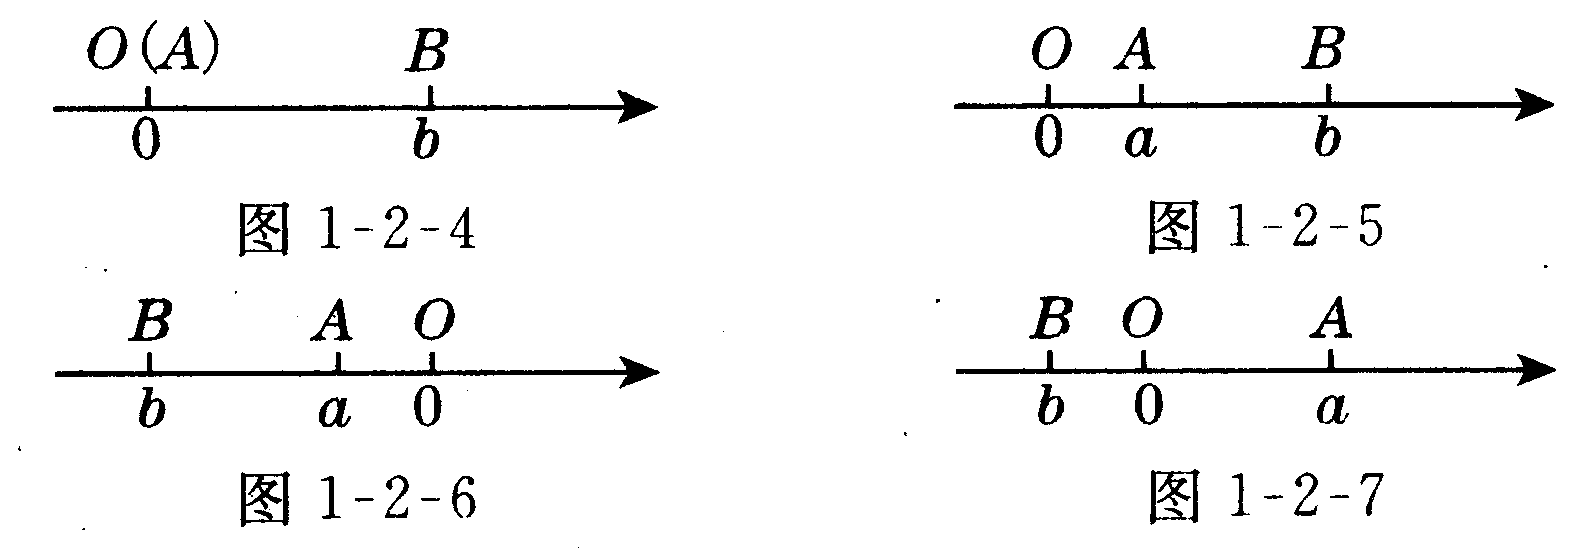 O(A) B
0 b
图 1-2-4
O A B
0 a b
图 1-2-5
B A O
b a 0
图 1-2-6
B O A
b 0 a
图 1-2-7